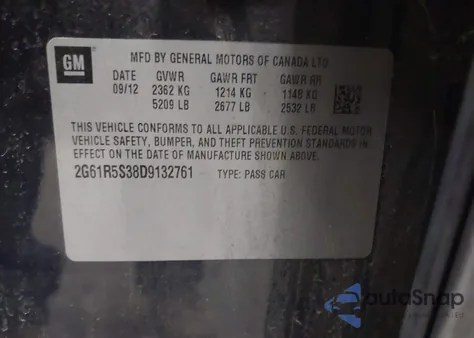 GM
MFD BY GENERAL MOTORS OF CANADA LTD
DATE GVWR GAWR FRT GAWR RR
09/12 2362 KG 1214 KG 1148 KG
5209 LB 2677 LB 2532 LB
THIS VEHICLE CONFORMS TO ALL APPLICABLE U.S. FEDERAL MOTOR
VEHICLE SAFETY, BUMPER, AND THEFT PREVENTION STANDARDS
IN EFFECT ON THE DATE OF MANUFACTURE SHOWN ABOVE.
2G61R5S38D9132761 TYPE: PASS CAR
autoSnap